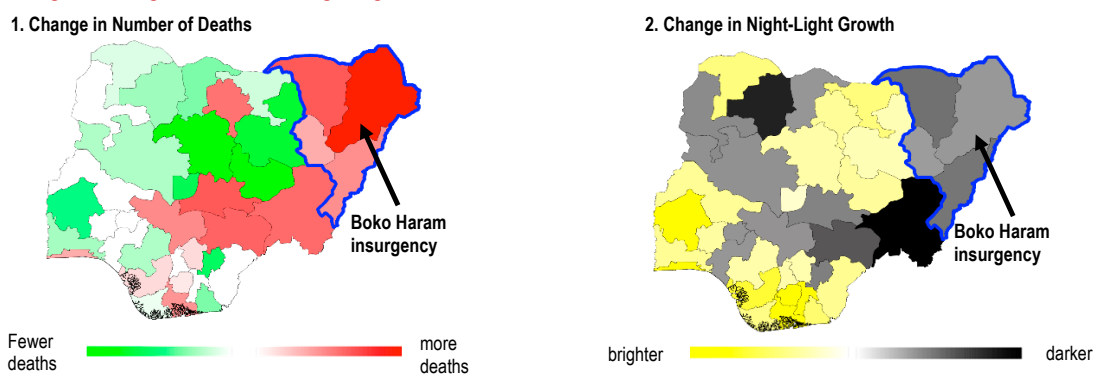 1. Change in Number of Deaths
Boko Haram
insurgency
Fewer
deaths
more
deaths
2. Change in Night-Light Growth
Boko Haram
insurgency
brighter
darker